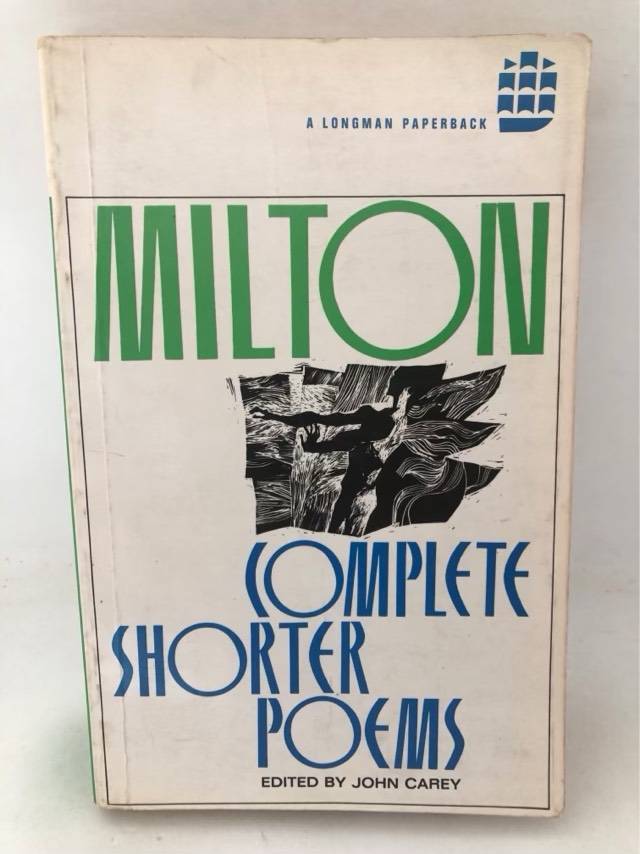 A LONGMAN PAPERBACK
MILTON
COMPLETE
SHORTER
POEMS
EDITED BY JOHN CAREY